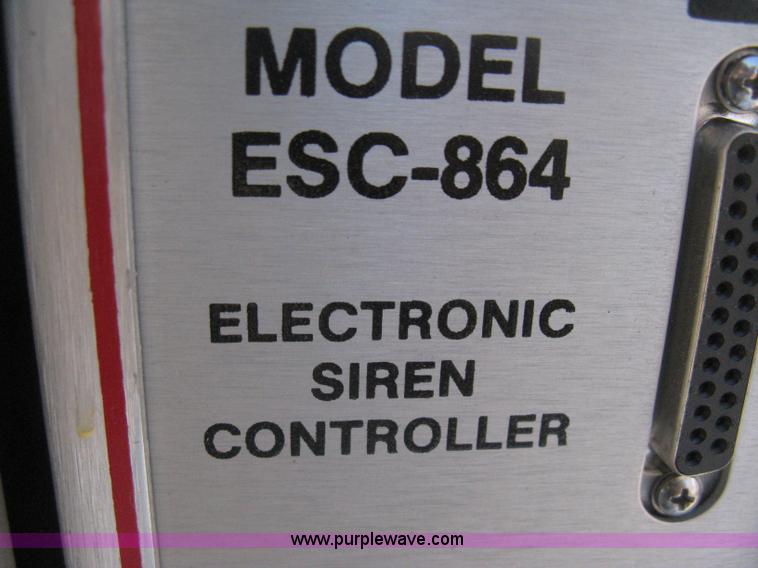 MODEL
ESC-864
ELECTRONIC
SIREN
CONTROLLER
www.purplewave.com